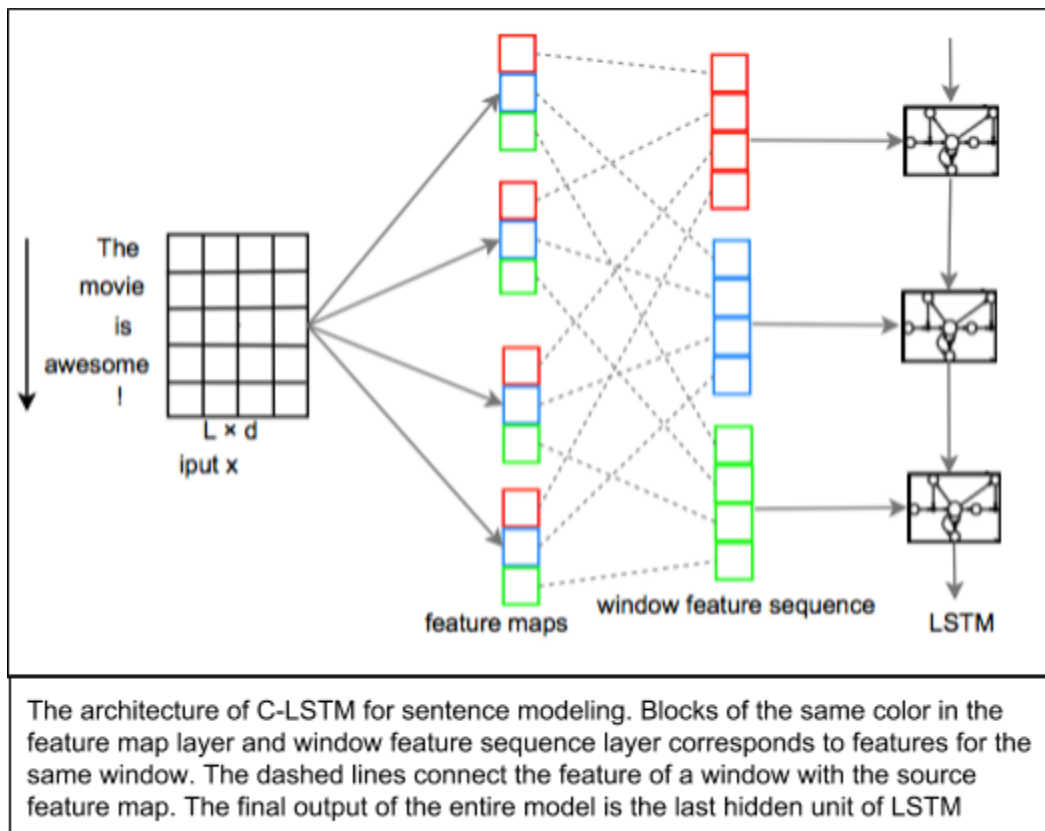 The
movie
is
awesome
!
L × d
iput x
feature maps
window feature sequence
LSTM
The architecture of C-LSTM for sentence modeling. Blocks of the same color in the
feature map layer and window feature sequence layer corresponds to features for the
same window. The dashed lines connect the feature of a window with the source
feature map. The final output of the entire model is the last hidden unit of LSTM